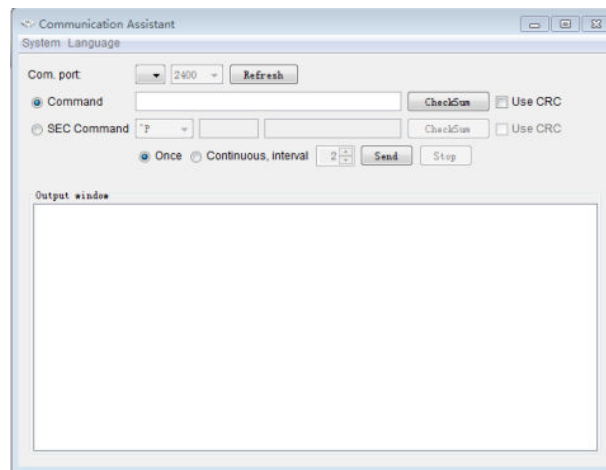 Communication Assistant
System Language
Com. port: 2400 Refresh
Command CheckSum Use CRC
SEC Command ^P CheckSum Use CRC
Once Continuous, interval 2 Send Stop
Output window